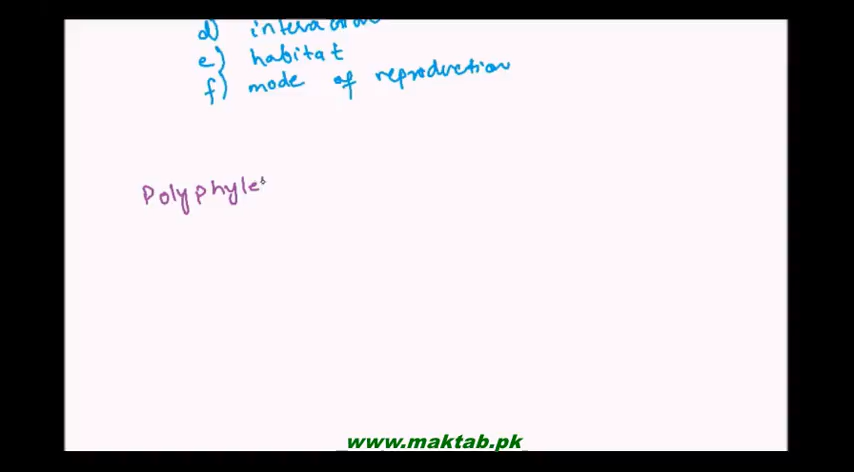 d)
e) habitat
f) mode of reproduction
Polyphyle
www.maktab.pk